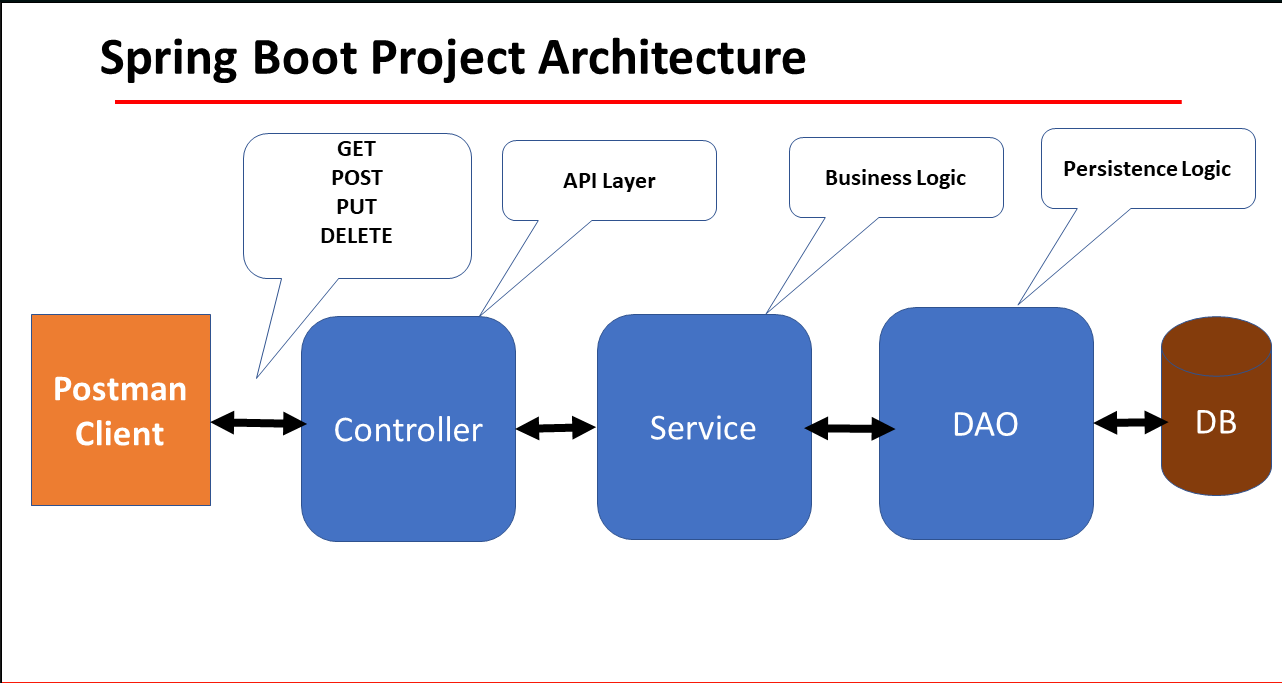 Spring Boot Project Architecture
GET
POST
PUT
DELETE
API Layer
Business Logic
Persistence Logic
Postman
Client
Controller
Service
DAO
DB